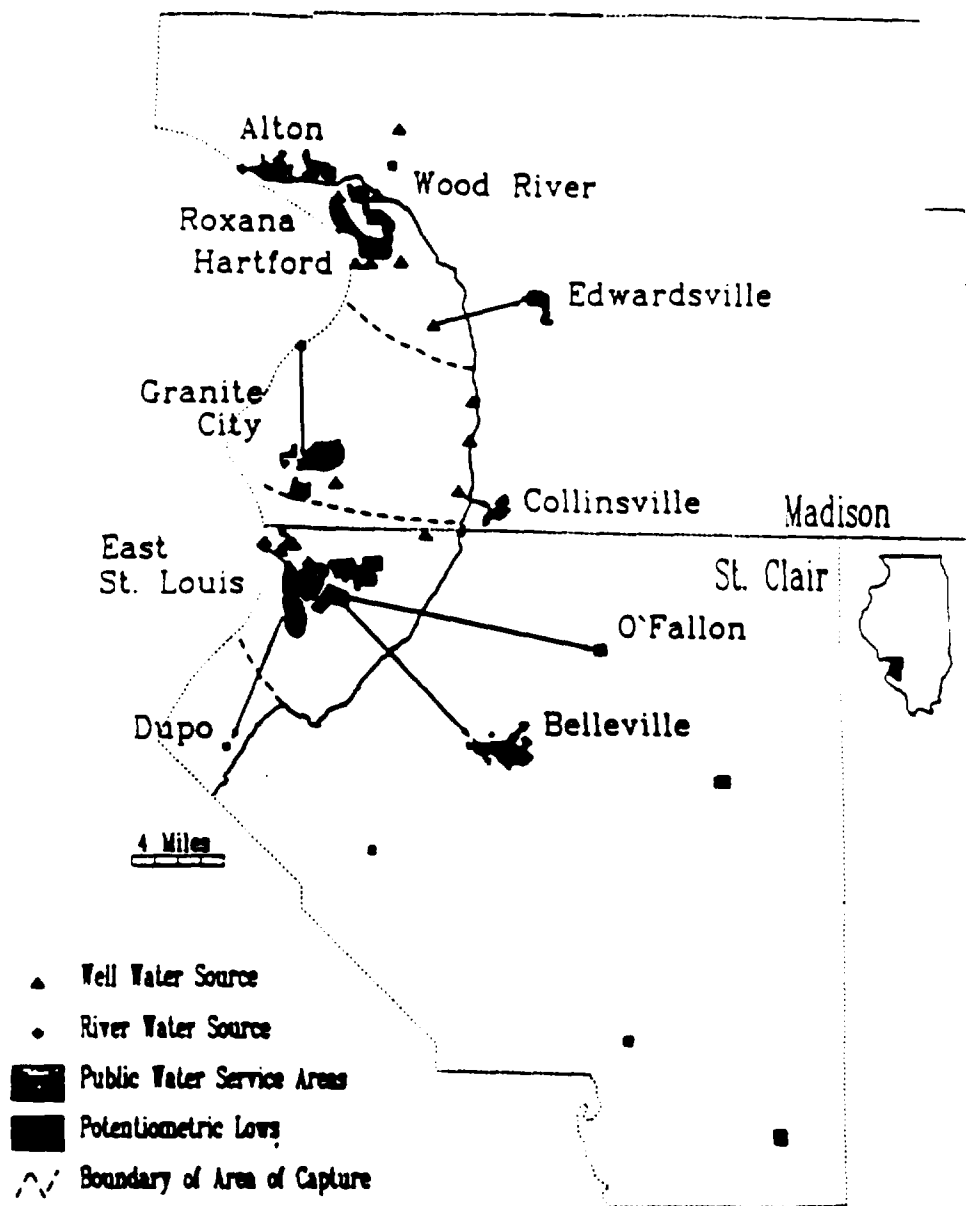 Alton
Wood River
Roxana
Hartford
Edwardsville
Granite
City
Collinsville
Madison
East
St. Louis
St. Clair
O`Fallon
Dupo
Belleville
4 Miles
Well Water Source
River Water Source
Public Water Service Areas
Potentiometric Lows
Boundary of Area of Capture